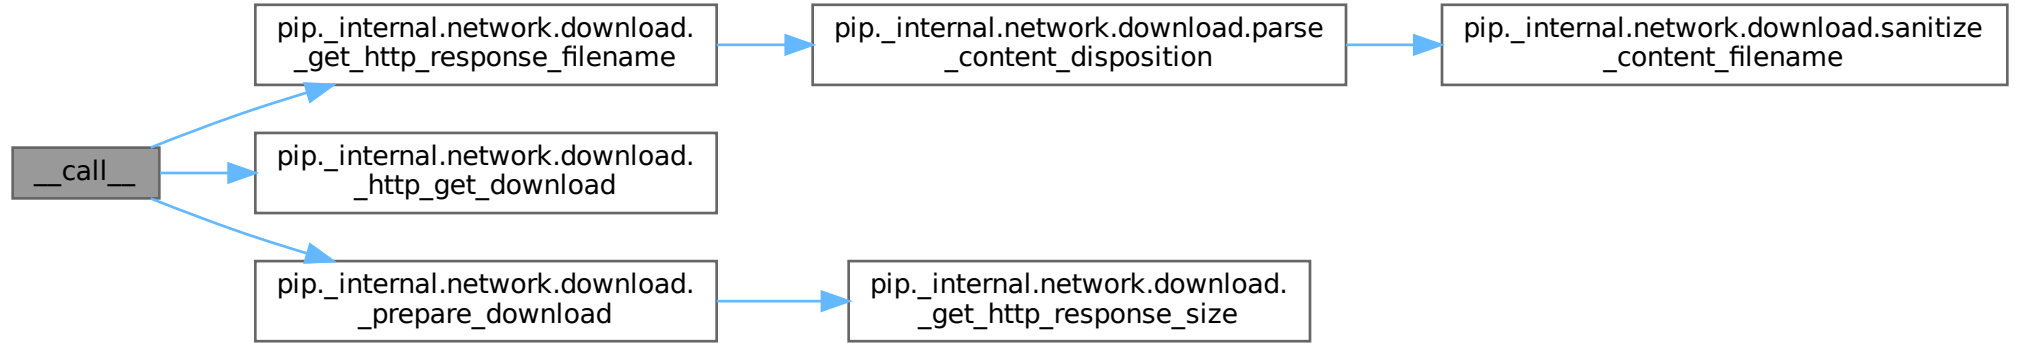 __call__
pip._internal.network.download.
_get_http_response_filename
pip._internal.network.download.parse
_content_disposition
pip._internal.network.download.sanitize
_content_filename
pip._internal.network.download.
_http_get_download
pip._internal.network.download.
_prepare_download
pip._internal.network.download.
_get_http_response_size